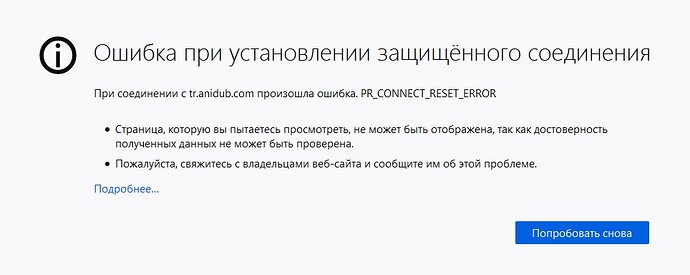 Ошибка при установлении защищённого соединения
При соединении с tr.anidub.com произошла ошибка. PR_CONNECT_RESET_ERROR
Страница, которую вы пытаетесь просмотреть, не может быть отображена, так как достоверность
полученных данных не может быть проверена.
Пожалуйста, свяжитесь с владельцами веб-сайта и сообщите им об этой проблеме.
Подробнее...
Попробовать снова